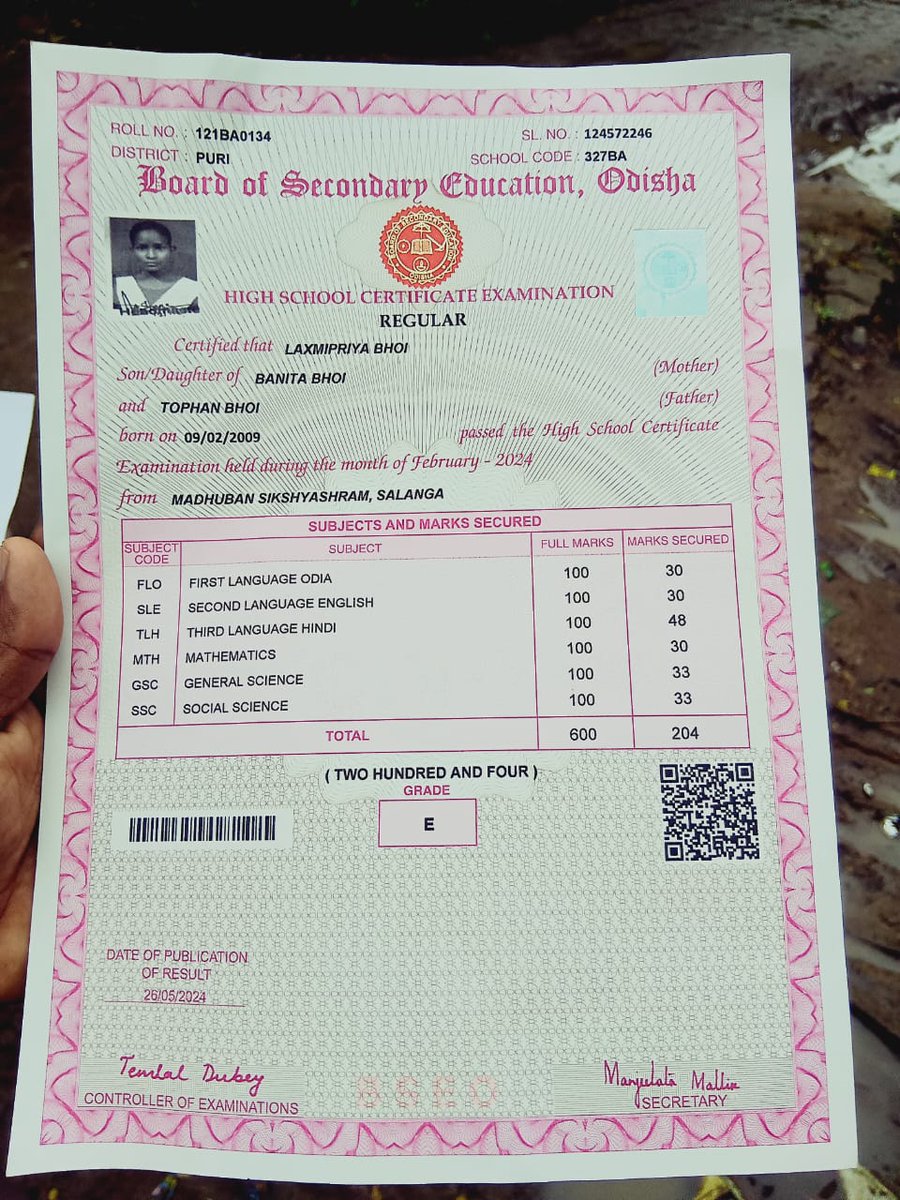 ROLL NO. : 121BA0134
SL. NO. : 124572246
DISTRICT : PURI
SCHOOL CODE : 327BA
Board of Secondary Education, Odisha
BOARD OF SECONDARY EDUCATION
ODISHA
HIGH SCHOOL CERTIFICATE EXAMINATION
REGULAR
Certified that LAXMIPRIYA BHOI
Son/Daughter of BANITA BHOI (Mother)
and TOPHAN BHOI (Father)
born on 09/02/2009 passed the High School Certificate
Examination held during the month of February - 2024
from MADHUBAN SIKSHYASHRAM, SALANGA
SUBJECTS AND MARKS SECURED
SUBJECT CODE SUBJECT FULL MARKS MARKS SECURED
FLO FIRST LANGUAGE ODIA 100 30
SLE SECOND LANGUAGE ENGLISH 100 30
TLH THIRD LANGUAGE HINDI 100 48
MTH MATHEMATICS 100 30
GSC GENERAL SCIENCE 100 33
SSC SOCIAL SCIENCE 100 33
TOTAL 600 204
( TWO HUNDRED AND FOUR )
GRADE
E
DATE OF PUBLICATION
OF RESULT
26/05/2024
CONTROLLER OF EXAMINATIONS
SECRETARY